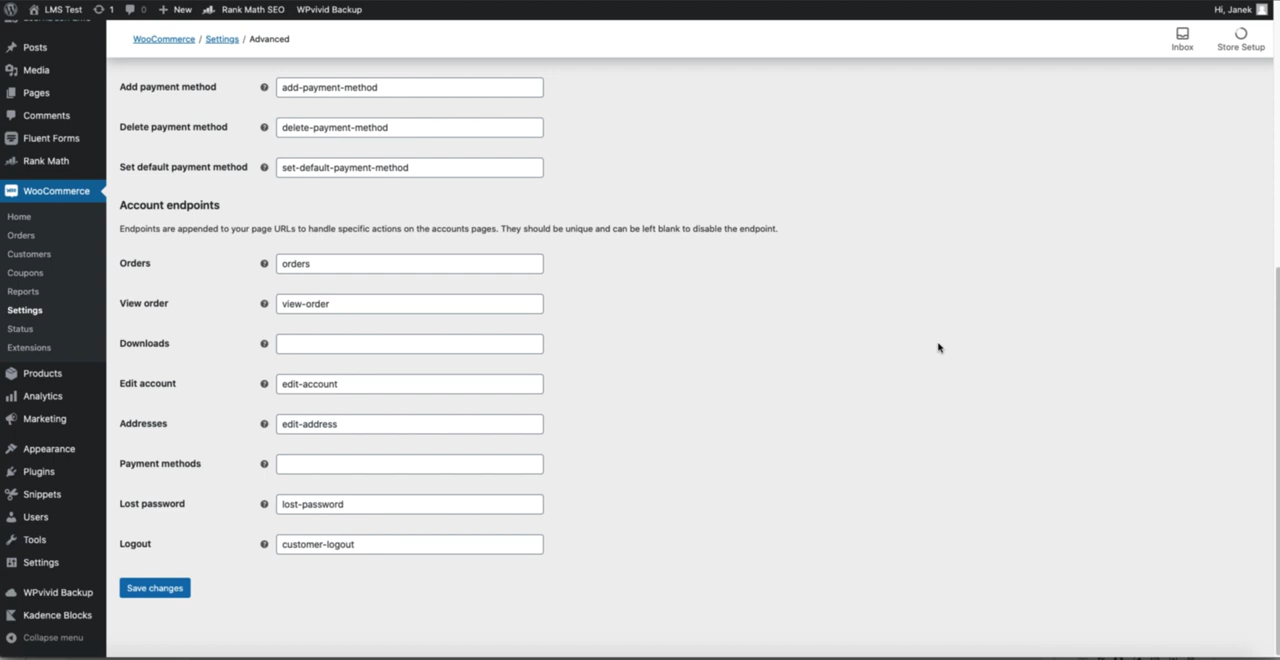 LMS Test 1 0 New Rank Math SEO WPvivid Backup Hi, Janek
WooCommerce / Settings / Advanced
Inbox
Store Setup
Posts
Media
Pages
Comments
Fluent Forms
Rank Math
WooCommerce
Home
Orders
Customers
Coupons
Reports
Settings
Status
Extensions
Products
Analytics
Marketing
Appearance
Plugins
Snippets
Users
Tools
Settings
WPvivid Backup
Kadence Blocks
Collapse menu
Add payment method add-payment-method
Delete payment method delete-payment-method
Set default payment method set-default-payment-method
Account endpoints
Endpoints are appended to your page URLs to handle specific actions on the accounts pages. They should be unique and can be left blank to disable the endpoint.
Orders orders
View order view-order
Downloads
Edit account edit-account
Addresses edit-address
Payment methods
Lost password lost-password
Logout customer-logout
Save changes